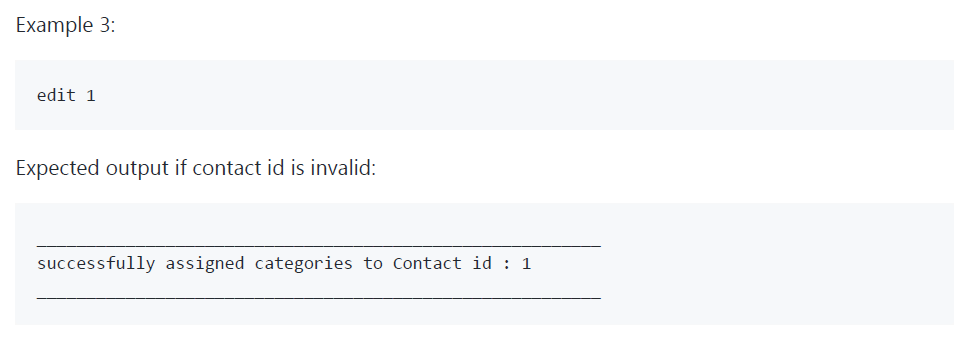 Example 3:
edit 1
Expected output if contact id is invalid:
____________________________________________________________
successfully assigned categories to Contact id : 1
____________________________________________________________